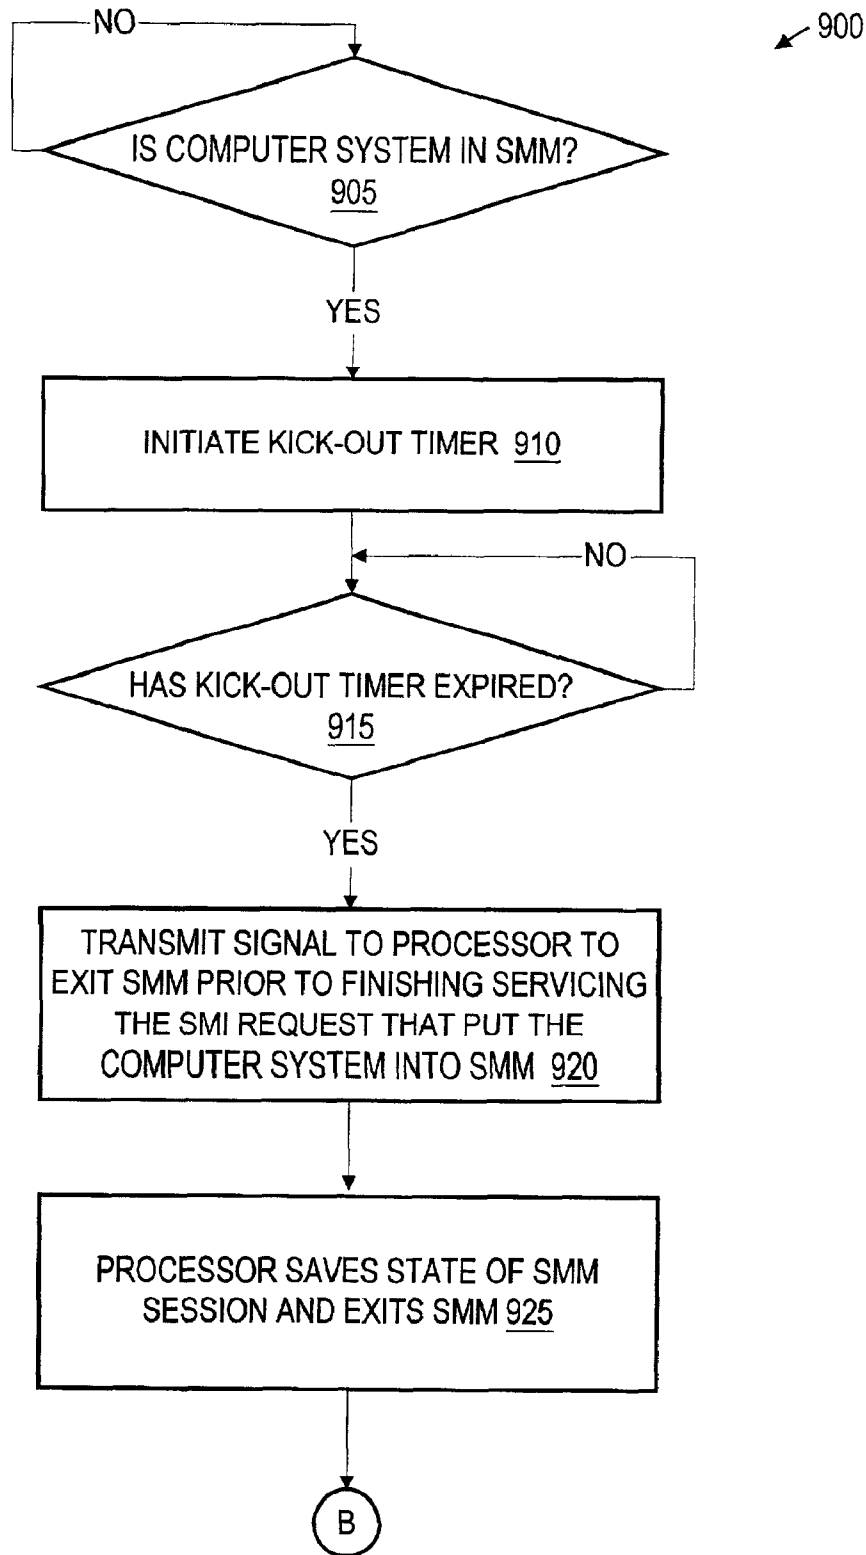 NO
900
IS COMPUTER SYSTEM IN SMM?
905
YES
INITIATE KICK-OUT TIMER 910
NO
HAS KICK-OUT TIMER EXPIRED?
915
YES
TRANSMIT SIGNAL TO PROCESSOR TO
EXIT SMM PRIOR TO FINISHING SERVICING
THE SMI REQUEST THAT PUT THE
COMPUTER SYSTEM INTO SMM 920
PROCESSOR SAVES STATE OF SMM
SESSION AND EXITS SMM 925
B